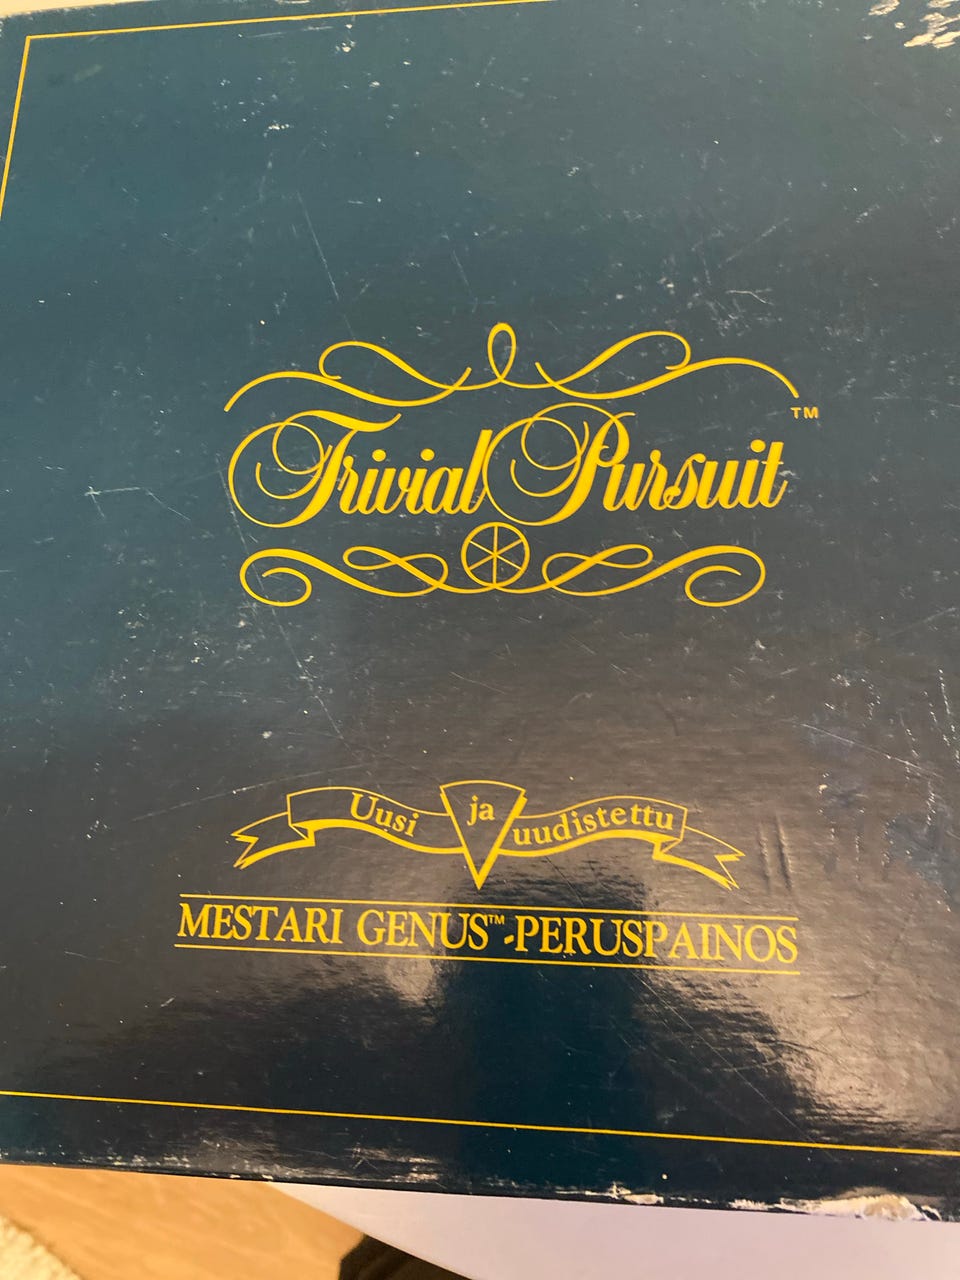 Trivial Pursuit™
Uusi ja uudistettu
MESTARI GENUS™-PERUSPAINOS